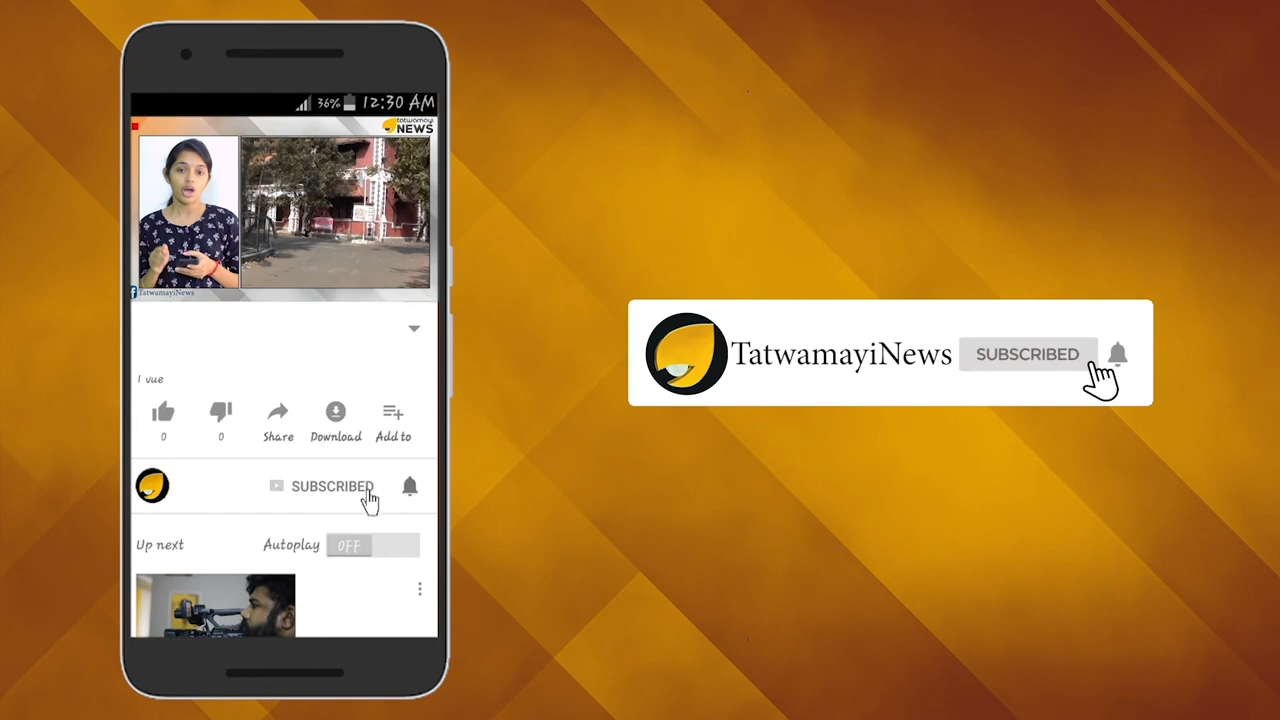 36% 12:30 AM
tatwamayi
NEWS
f TatwamayiNews
1 vue
0 0 Share Download Add to
SUBSCRIBED
Up next Autoplay OFF
TatwamayiNews SUBSCRIBED